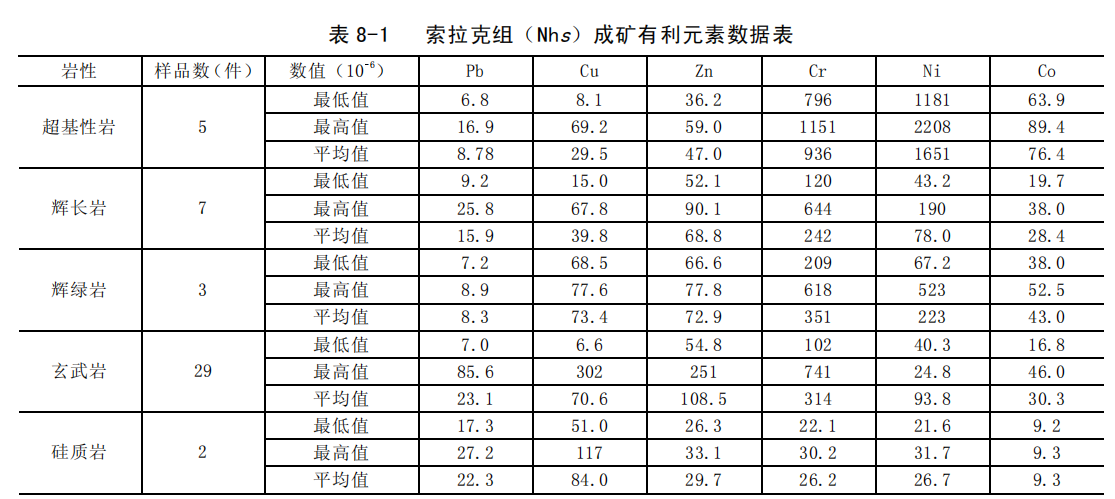 表 8-1 索拉克组（Nhs）成矿有利元素数据表
岩性 样品数（件） 数值（10-6） Pb Cu Zn Cr Ni Co
超基性岩 5 最低值 6.8 8.1 36.2 796 1181 63.9
最高值 16.9 69.2 59.0 1151 2208 89.4
平均值 8.78 29.5 47.0 936 1651 76.4
辉长岩 7 最低值 9.2 15.0 52.1 120 43.2 19.7
最高值 25.8 67.8 90.1 644 190 38.0
平均值 15.9 39.8 68.8 242 78.0 28.4
辉绿岩 3 最低值 7.2 68.5 66.6 209 67.2 38.0
最高值 8.9 77.6 77.8 618 523 52.5
平均值 8.3 73.4 72.9 351 223 43.0
玄武岩 29 最低值 7.0 6.6 54.8 102 40.3 16.8
最高值 85.6 302 251 741 24.8 46.0
平均值 23.1 70.6 108.5 314 93.8 30.3
硅质岩 2 最低值 17.3 51.0 26.3 22.1 21.6 9.2
最高值 27.2 117 33.1 30.2 31.7 9.3
平均值 22.3 84.0 29.7 26.2 26.7 9.3